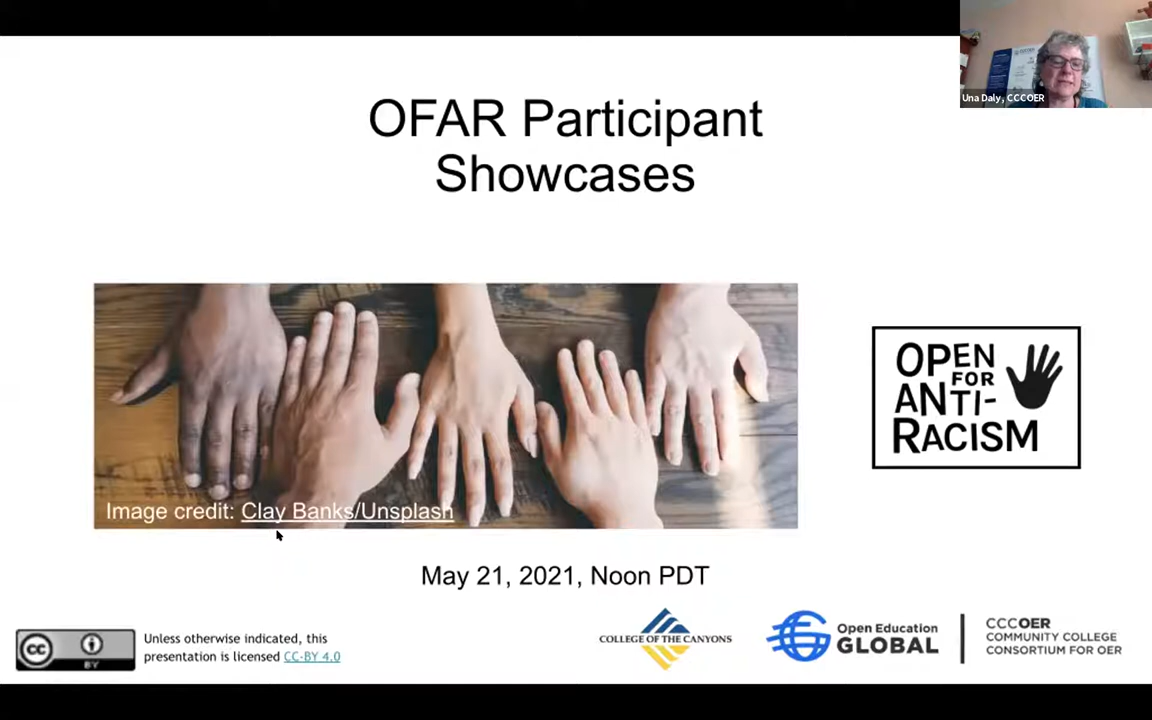 Una Daly, CCCOER
OFAR Participant
Showcases
OPEN
FOR
ANTI-
RACISM
Image credit: Clay Banks/Unsplash
May 21, 2021, Noon PDT
cc
BY
Unless otherwise indicated, this
presentation is licensed CC-BY 4.0
COLLEGE OF THE CANYONS
Open Education
GLOBAL
CCCOER
COMMUNITY COLLEGE
CONSORTIUM FOR OER